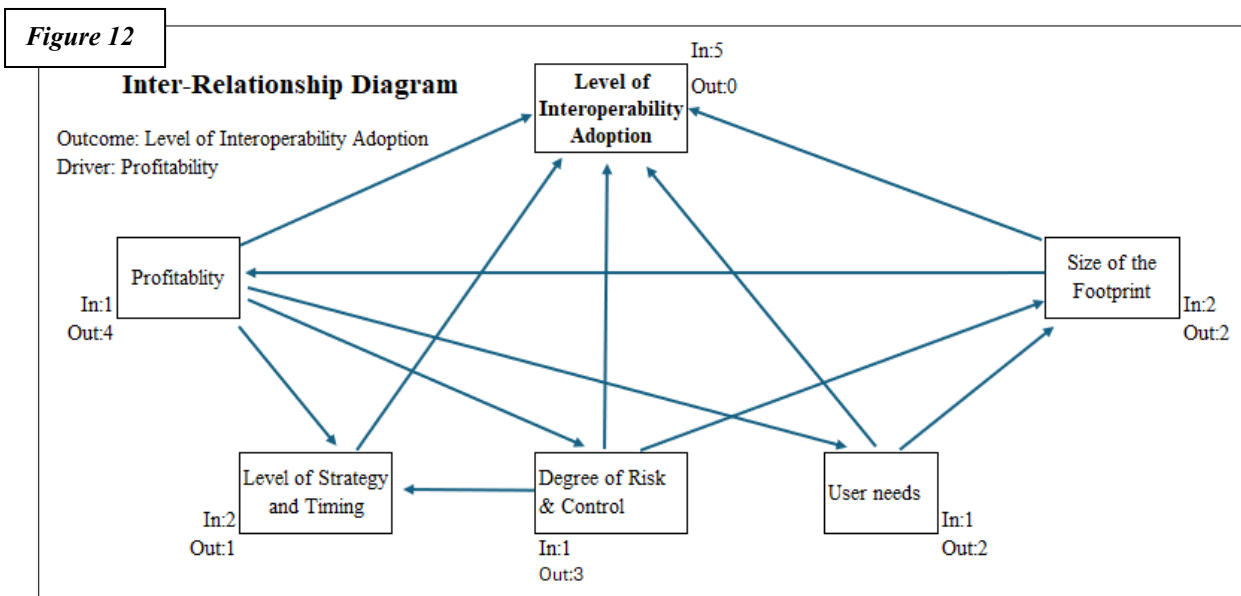 Figure 12
Inter-Relationship Diagram
Outcome: Level of Interoperability Adoption
Driver: Profitability
Level of
Interoperability
Adoption
In:5
Out:0
Profitablity
In:1
Out:4
Size of the
Footprint
In:2
Out:2
Level of Strategy
and Timing
In:2
Out:1
Degree of Risk
& Control
In:1
Out:3
User needs
In:1
Out:2